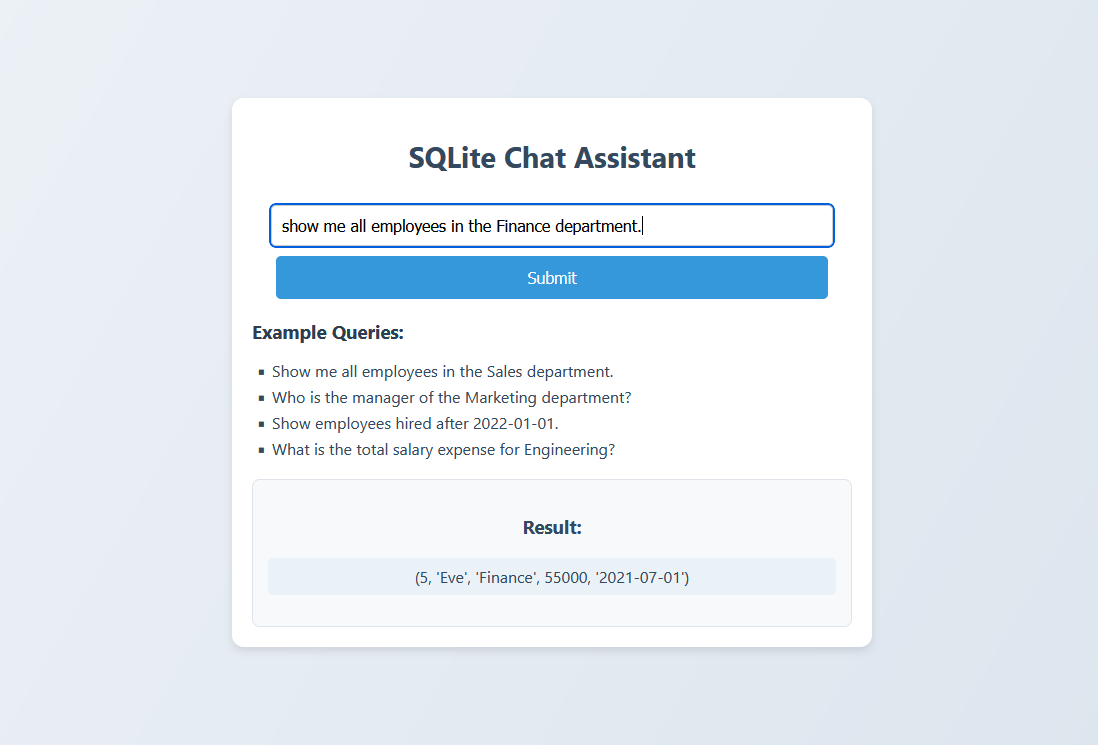 SQLite Chat Assistant
show me all employees in the Finance department.
Submit
Example Queries:
▪ Show me all employees in the Sales department.
▪ Who is the manager of the Marketing department?
▪ Show employees hired after 2022-01-01.
▪ What is the total salary expense for Engineering?
Result:
(5, 'Eve', 'Finance', 55000, '2021-07-01')